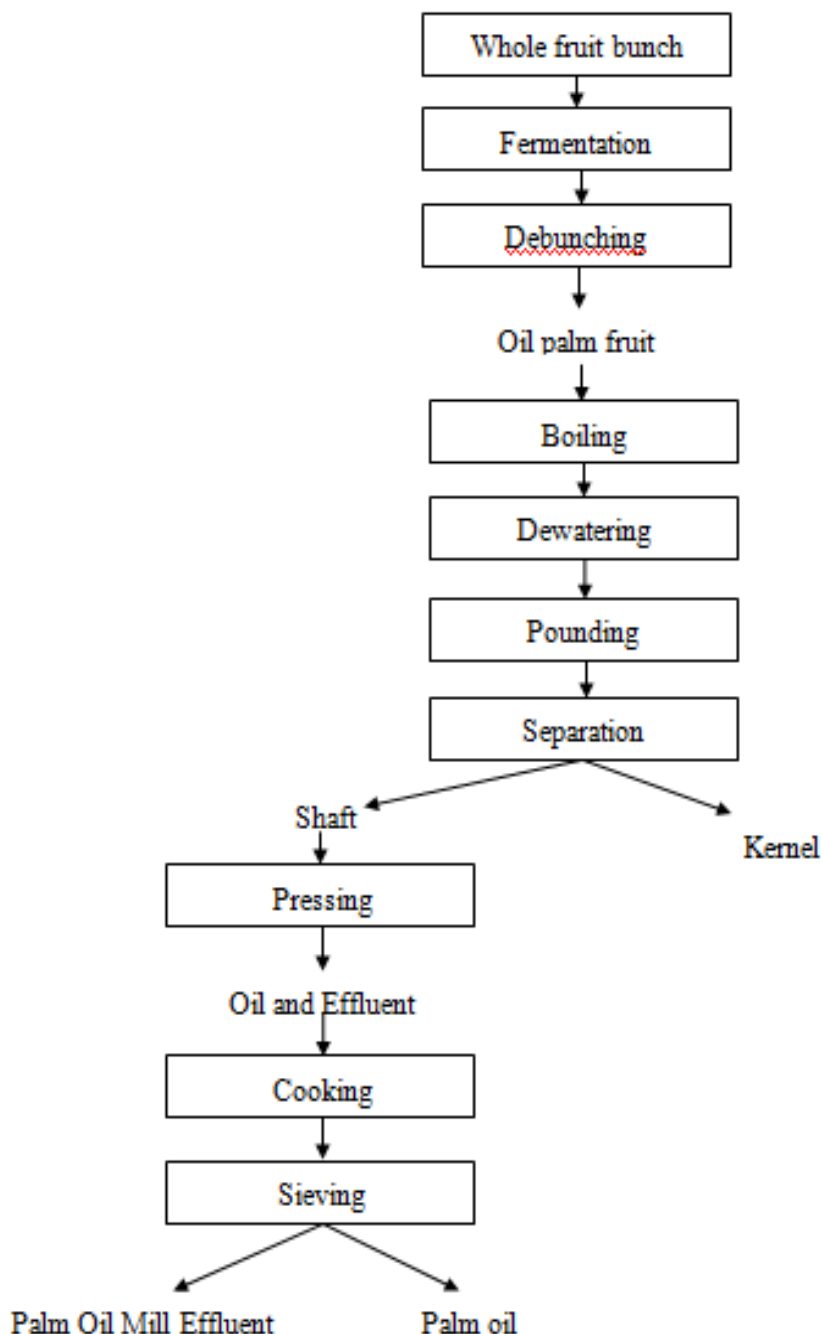 Whole fruit bunch
Fermentation
Debunching
Oil palm fruit
Boiling
Dewatering
Pounding
Separation
Shaft
Kernel
Pressing
Oil and Effluent
Cooking
Sieving
Palm Oil Mill Effluent
Palm oil